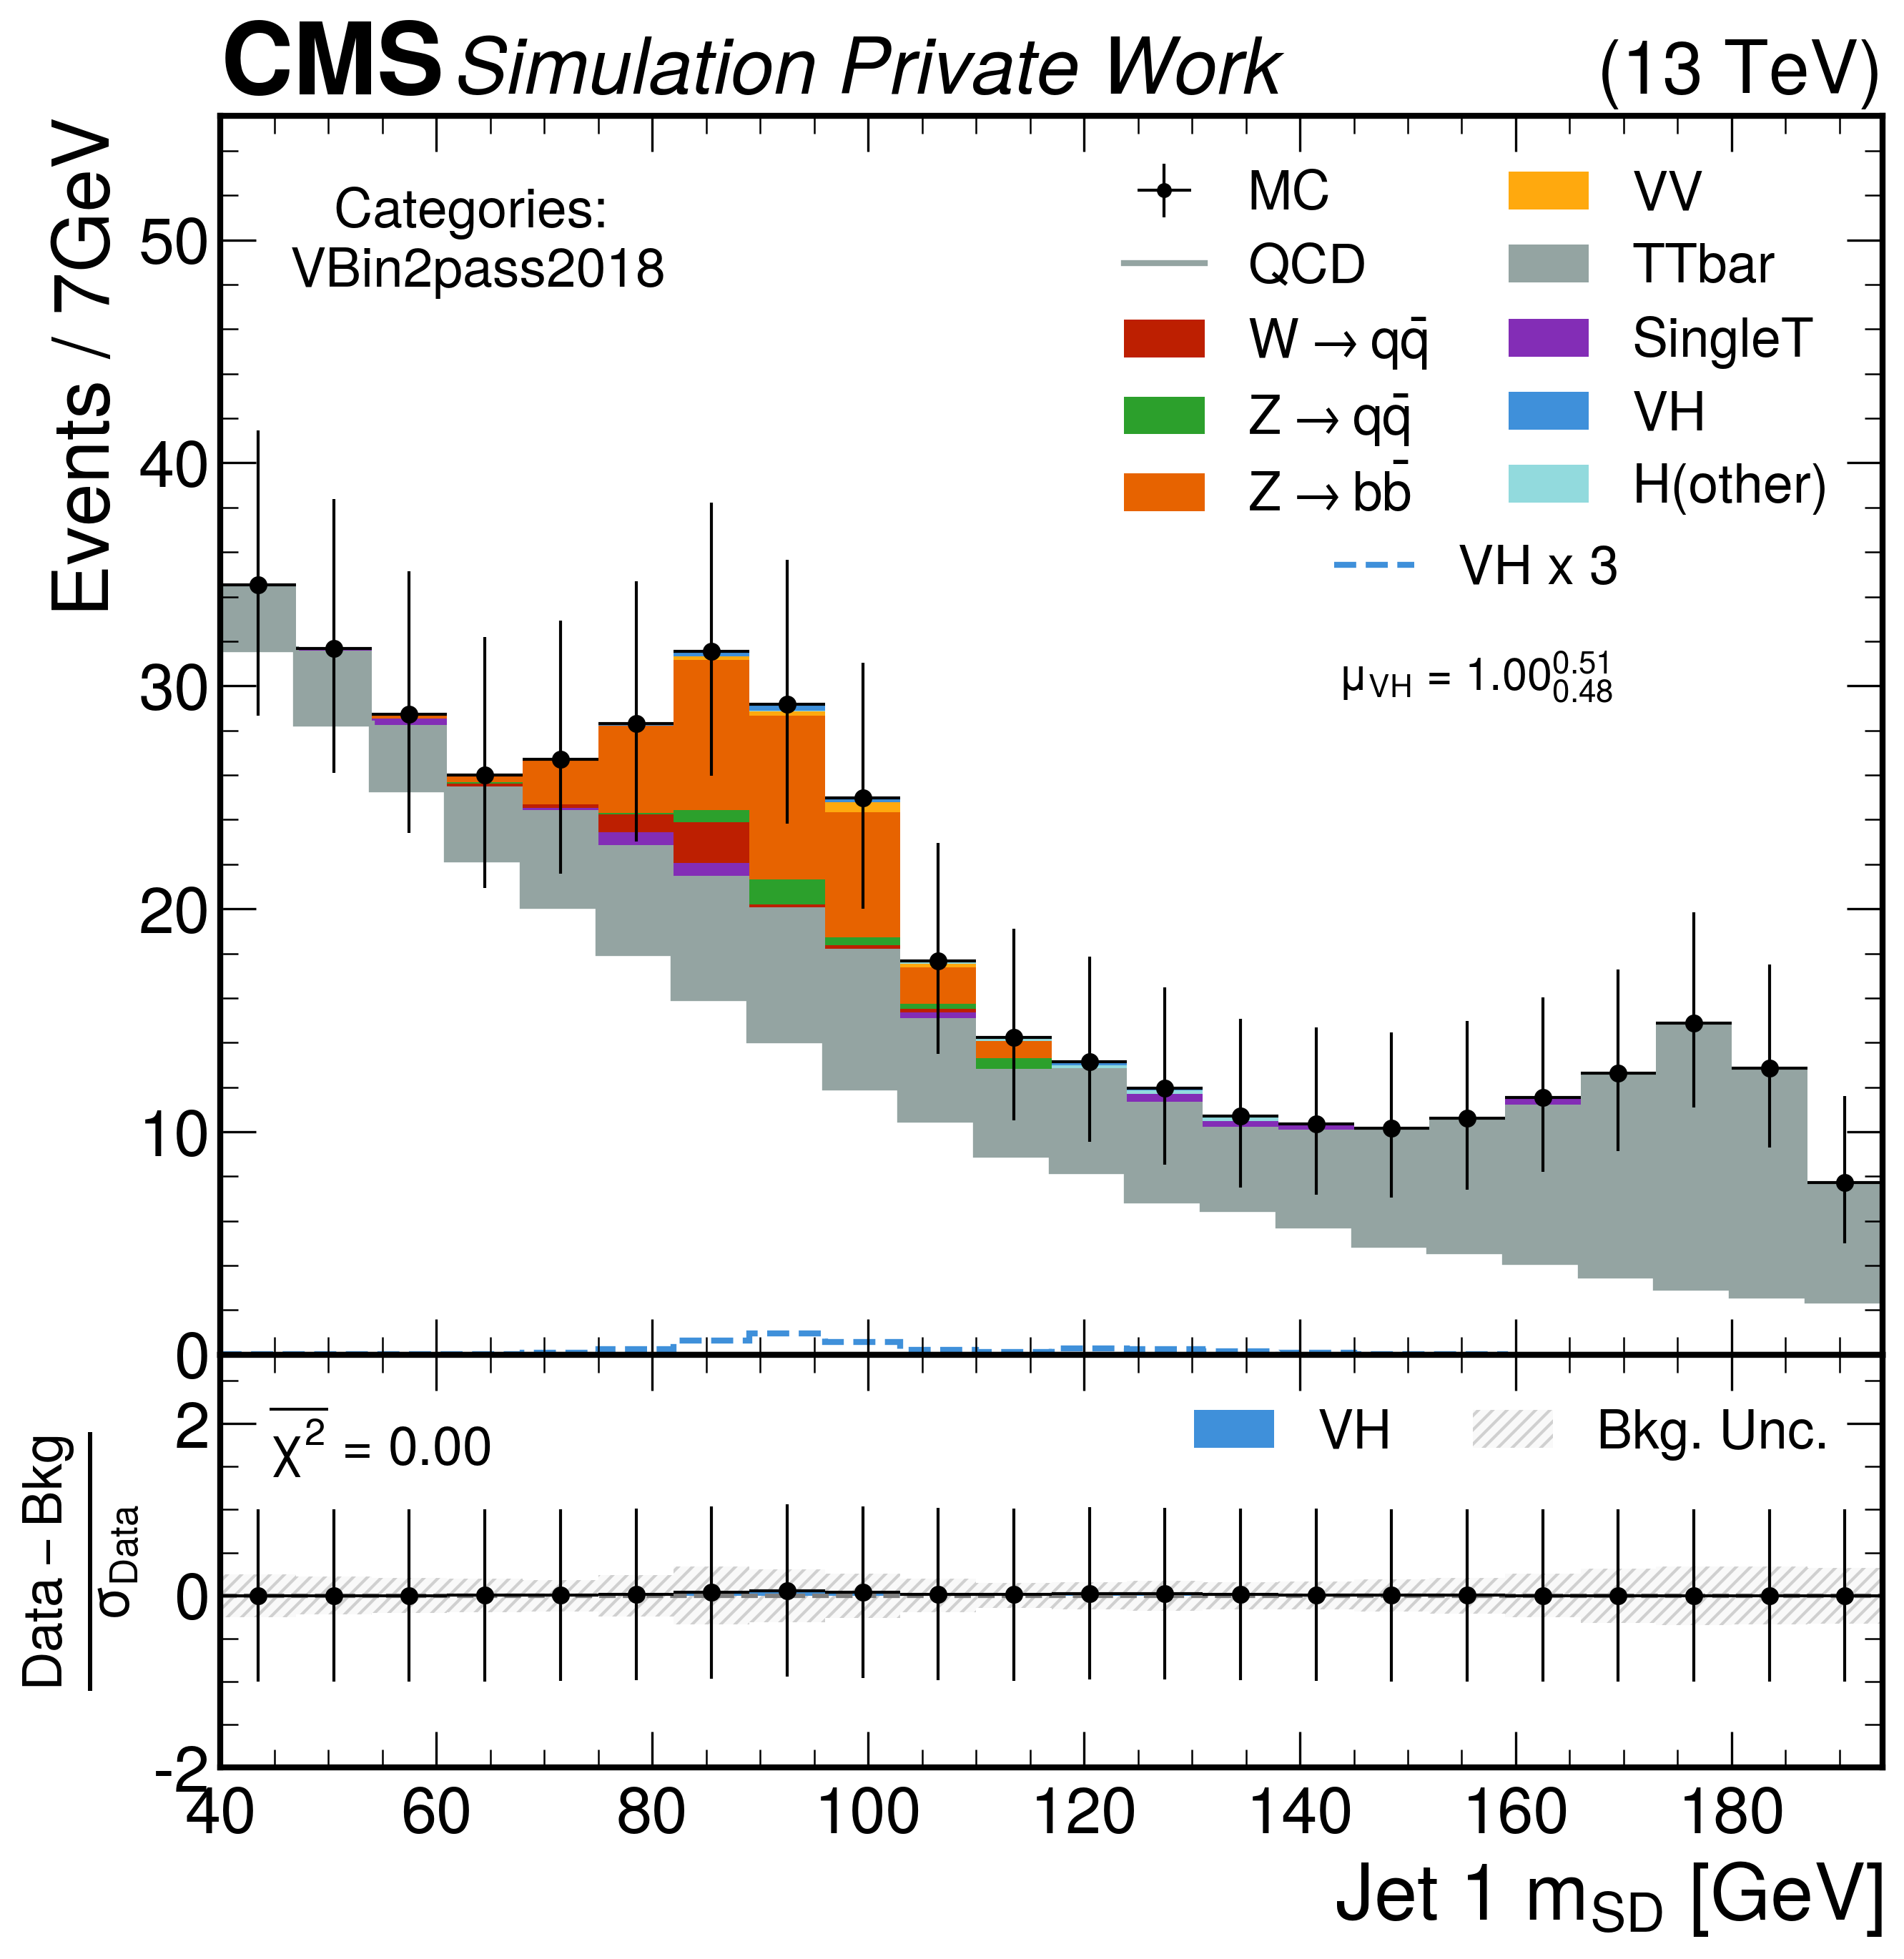 CMS Simulation Private Work (13 TeV)
Events / 7GeV
Categories:
VBin2pass2018
MC
QCD
W → qq̄
Z → qq̄
Z → bb̄
VV
TTbar
SingleT
VH
H(other)
VH x 3
μ_VH = 1.00^0.51_0.48
50
40
30
20
10
0
Data − Bkg
σ_Data
χ² = 0.00
VH
Bkg. Unc.
2
0
-2
40 60 80 100 120 140 160 180
Jet 1 m_SD [GeV]